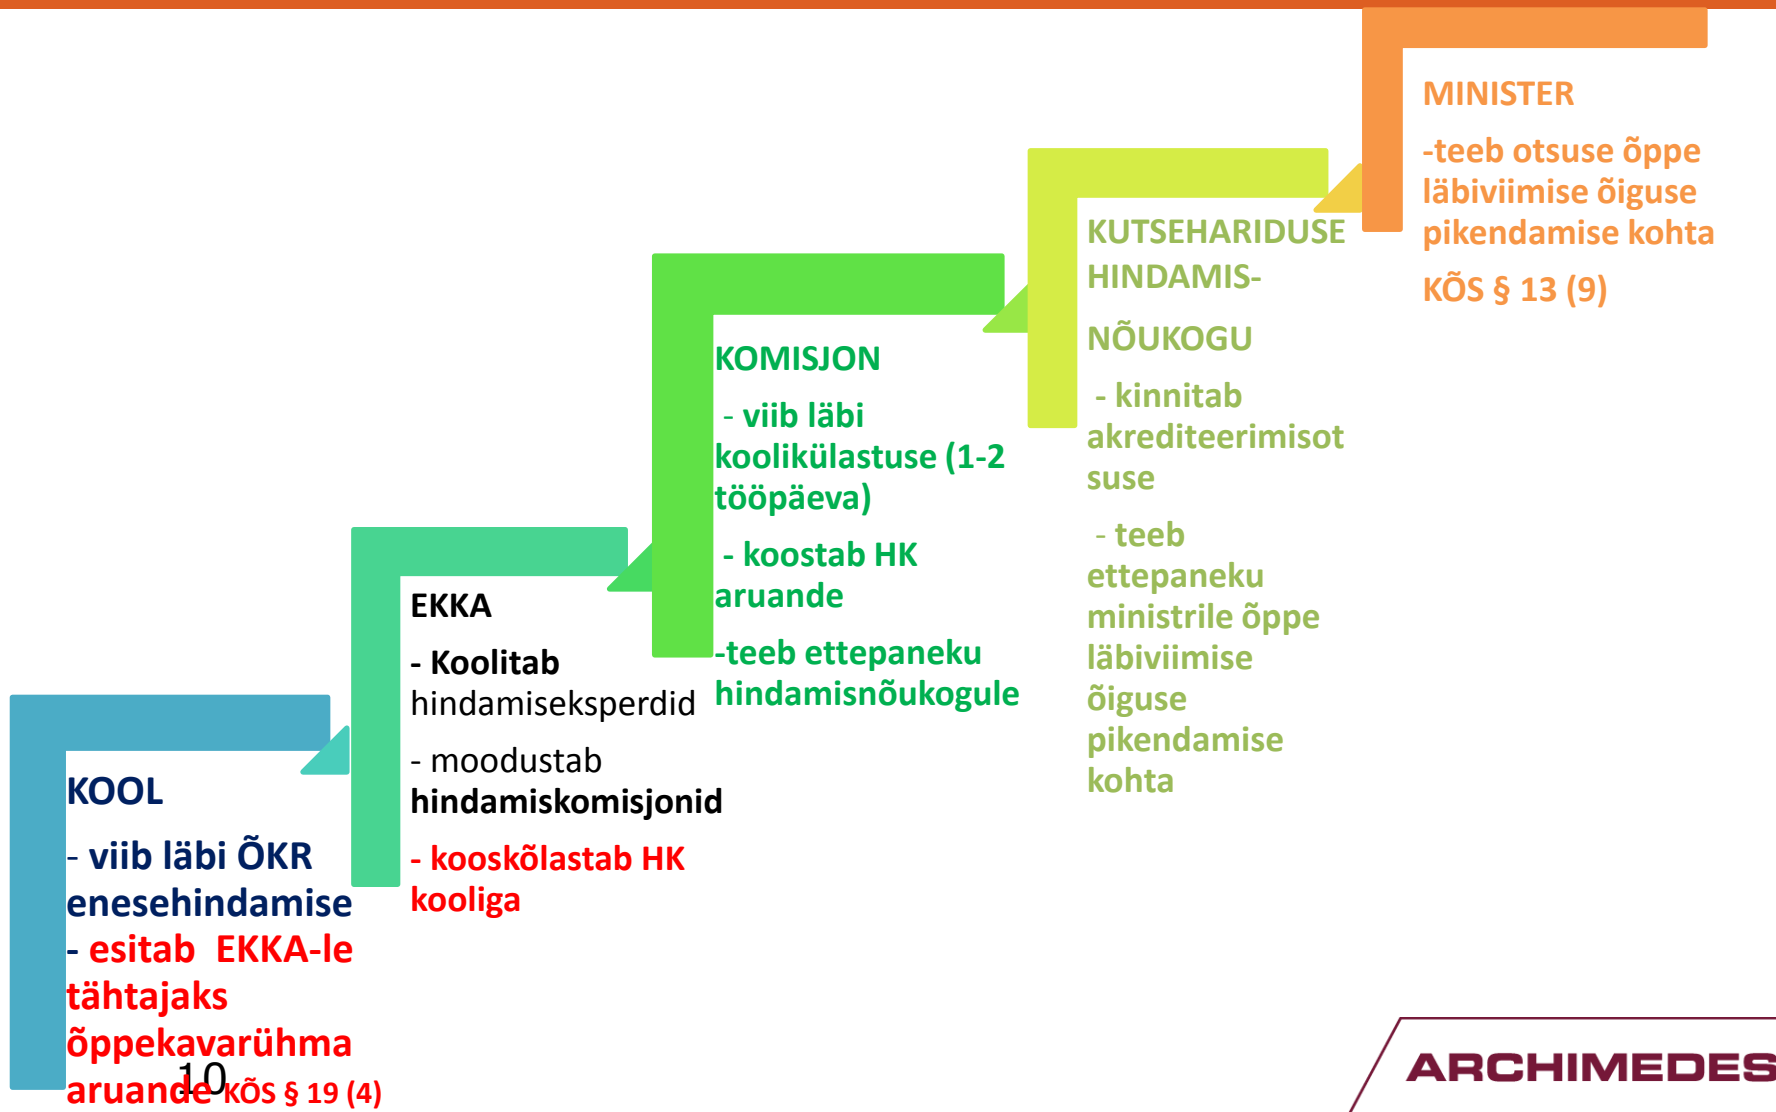 KOOL
- viib läbi ÕKR
enesehindamise
- esitab EKKA-le
tähtajaks
õppekavarühma
aruande KÕS § 19 (4)
10
EKKA
- Koolitab
hindamiseksperdid
- moodustab
hindamiskomisjonid
- kooskõlastab HK
kooliga
KOMISJON
- viib läbi
koolikülastuse (1-2
tööpäeva)
- koostab HK
aruande
-teeb ettepaneku
hindamisnõukogule
KUTSEHARIDUSE
HINDAMIS-
NÕUKOGU
- kinnitab
akrediteerimisot
suse
- teeb
ettepaneku
ministrile õppe
läbiviimise
õiguse
pikendamise
kohta
MINISTER
-teeb otsuse õppe
läbiviimise õiguse
pikendamise kohta
KÕS § 13 (9)
ARCHIMEDES